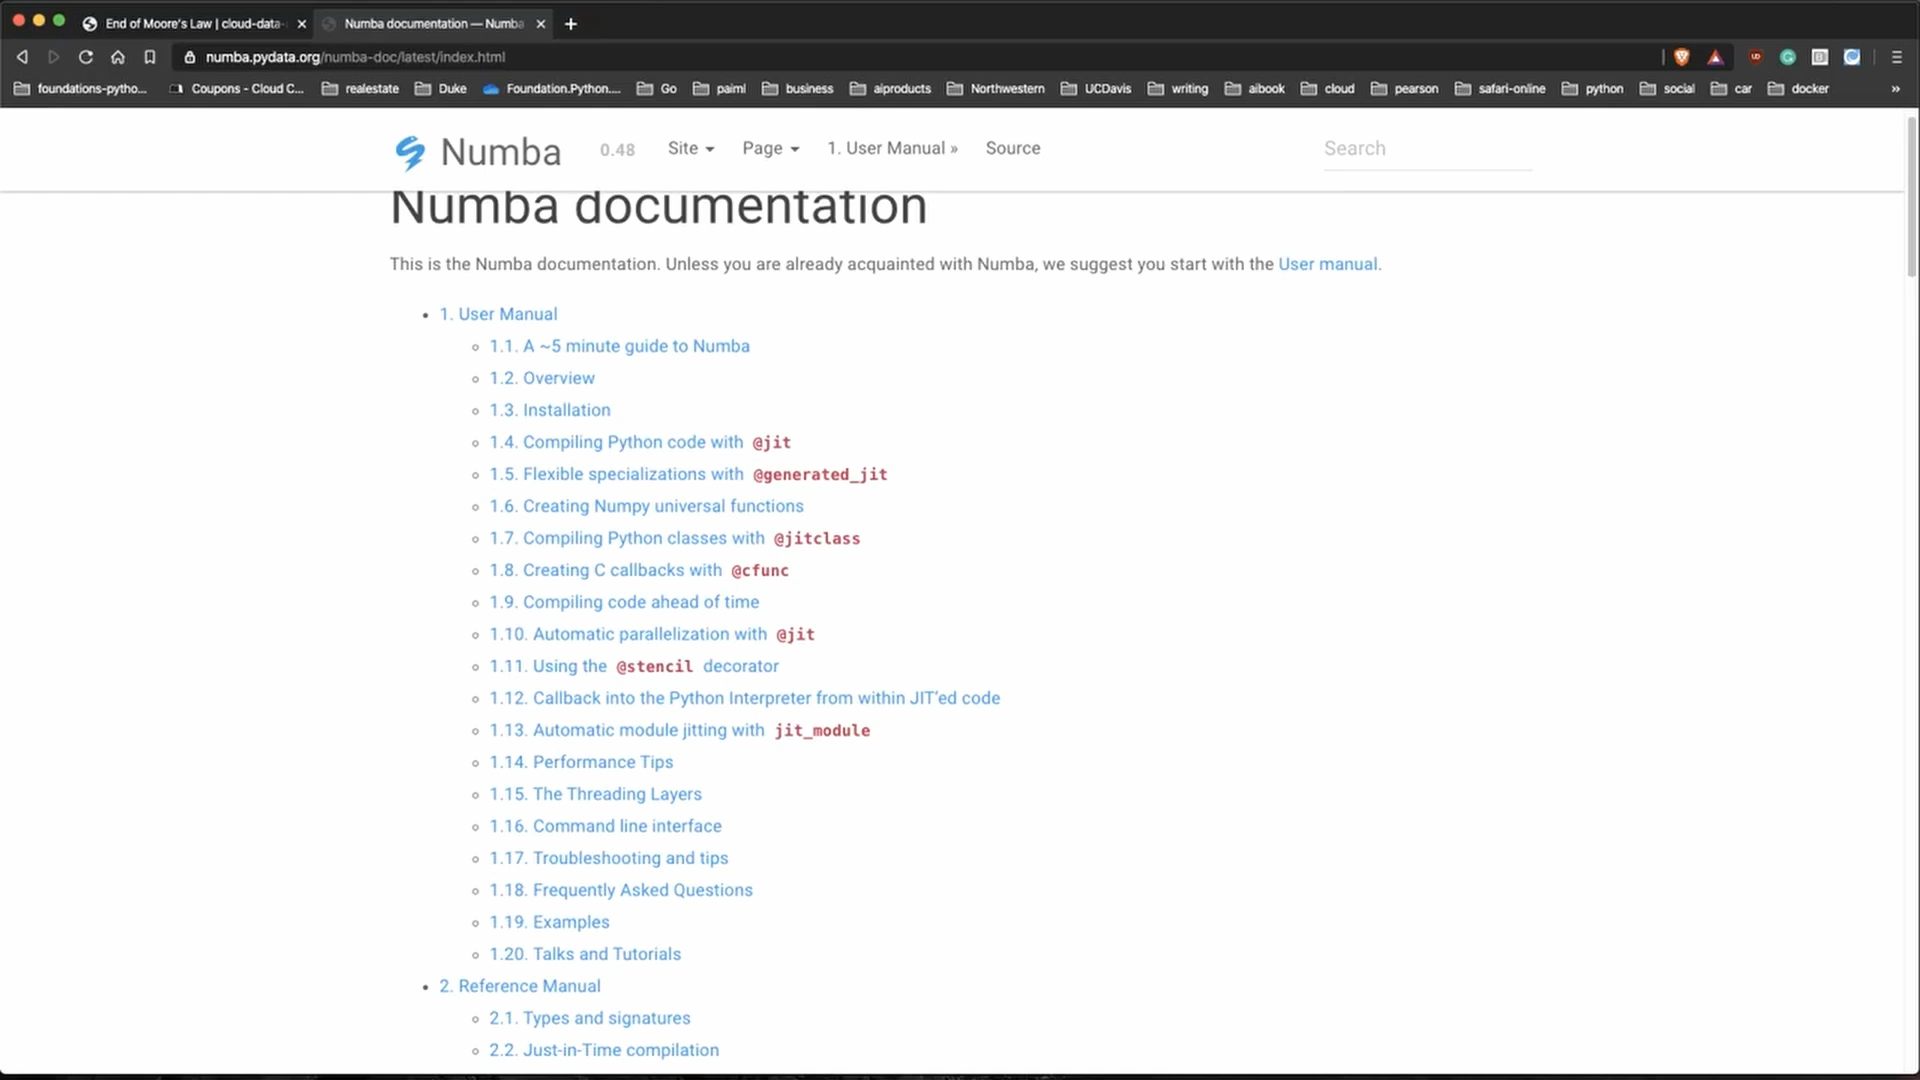 End of Moore's Law | cloud-data-
Numba documentation — Numba
numba.pydata.org/numba-doc/latest/index.html
foundations-pytho... Coupons - Cloud C... realestate Duke Foundation.Python.... Go paiml business aiproducts Northwestern UCDavis writing aibook cloud pearson safari-online python social car docker »
Numba 0.48 Site Page 1. User Manual » Source Search
Numba documentation
This is the Numba documentation. Unless you are already acquainted with Numba, we suggest you start with the User manual.
1. User Manual
1.1. A ~5 minute guide to Numba
1.2. Overview
1.3. Installation
1.4. Compiling Python code with @jit
1.5. Flexible specializations with @generated_jit
1.6. Creating Numpy universal functions
1.7. Compiling Python classes with @jitclass
1.8. Creating C callbacks with @cfunc
1.9. Compiling code ahead of time
1.10. Automatic parallelization with @jit
1.11. Using the @stencil decorator
1.12. Callback into the Python Interpreter from within JIT'ed code
1.13. Automatic module jitting with jit_module
1.14. Performance Tips
1.15. The Threading Layers
1.16. Command line interface
1.17. Troubleshooting and tips
1.18. Frequently Asked Questions
1.19. Examples
1.20. Talks and Tutorials
2. Reference Manual
2.1. Types and signatures
2.2. Just-in-Time compilation